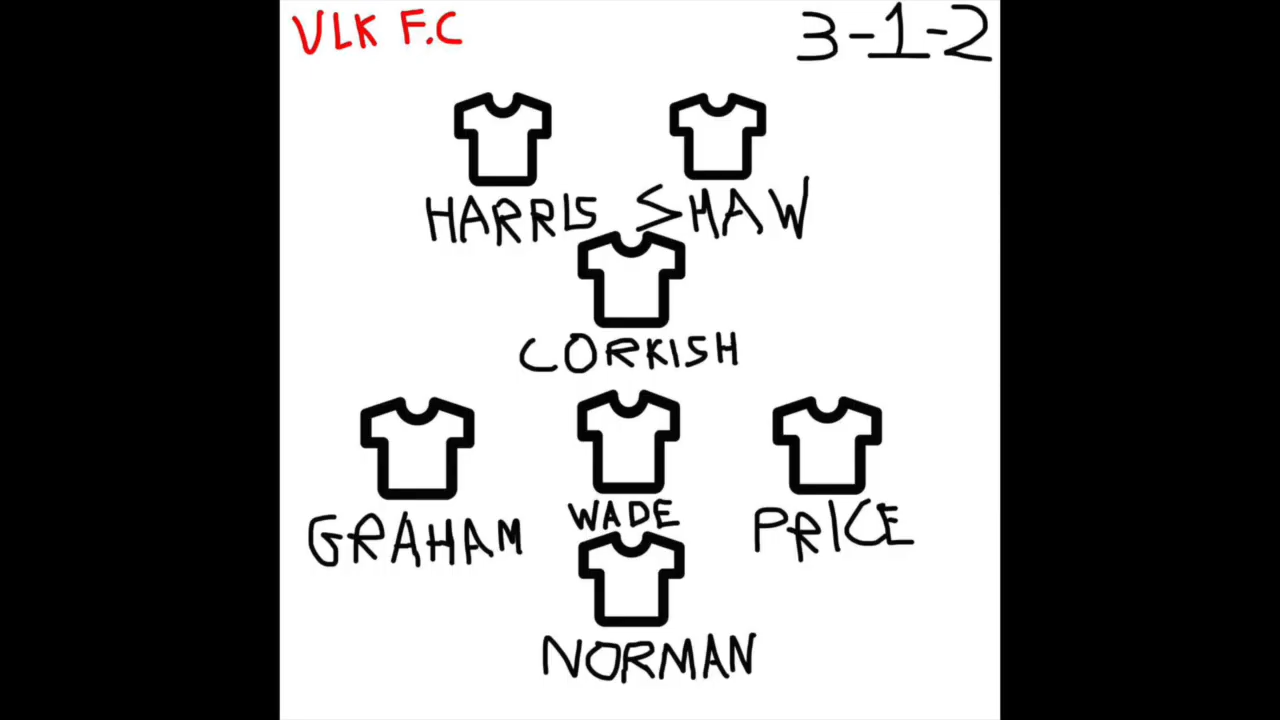 VLK F.C
3-1-2
HARRIS SHAW
CORKISH
GRAHAM WADE PRICE
NORMAN